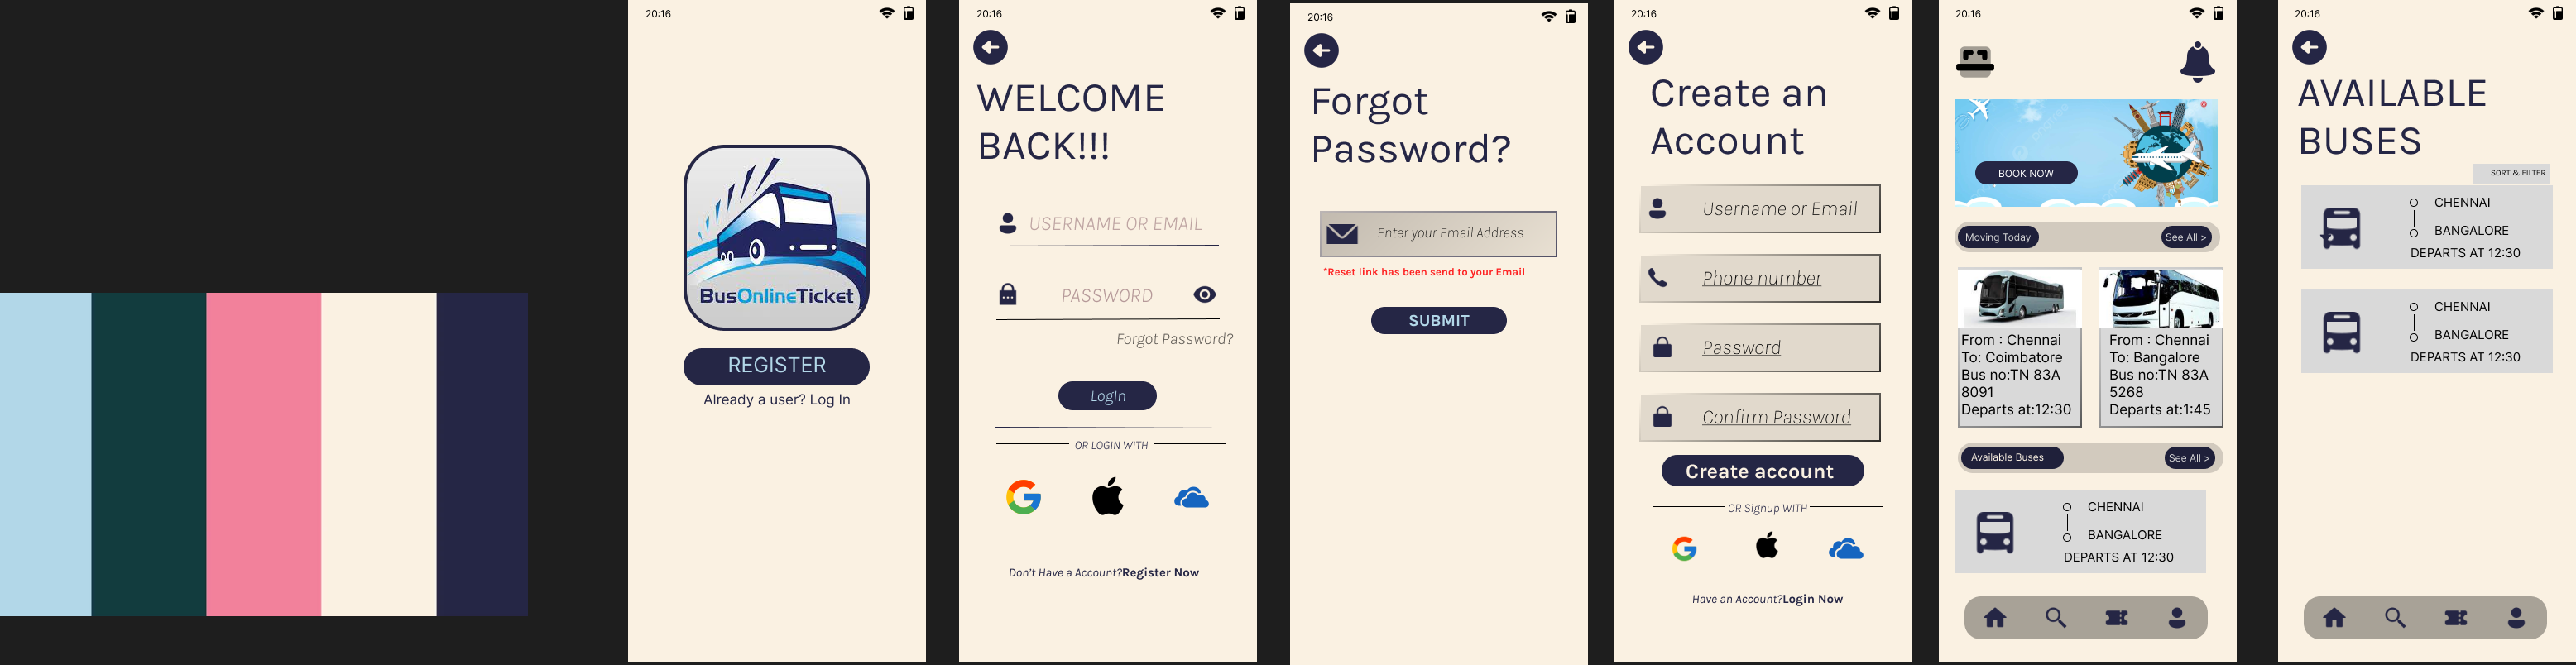 20:16
BusOnlineTicket
REGISTER
Already a user? Log In
20:16
WELCOME
BACK!!!
USERNAME OR EMAIL
PASSWORD
Forgot Password?
LogIn
OR LOGIN WITH
Don't Have a Account?Register Now
20:16
Forgot
Password?
Enter your Email Address
*Reset link has been send to your Email
SUBMIT
20:16
Create an
Account
Username or Email
Phone number
Password
Confirm Password
Create account
OR Signup WITH
Have an Account?Login Now
20:16
BOOK NOW
Moving Today
See All >
From : Chennai
To: Coimbatore
Bus no:TN 83A
8091
Departs at:12:30
From : Chennai
To: Bangalore
Bus no:TN 83A
5268
Departs at:1:45
Available Buses
See All >
CHENNAI
BANGALORE
DEPARTS AT 12:30
20:16
AVAILABLE
BUSES
SORT & FILTER
CHENNAI
BANGALORE
DEPARTS AT 12:30
CHENNAI
BANGALORE
DEPARTS AT 12:30